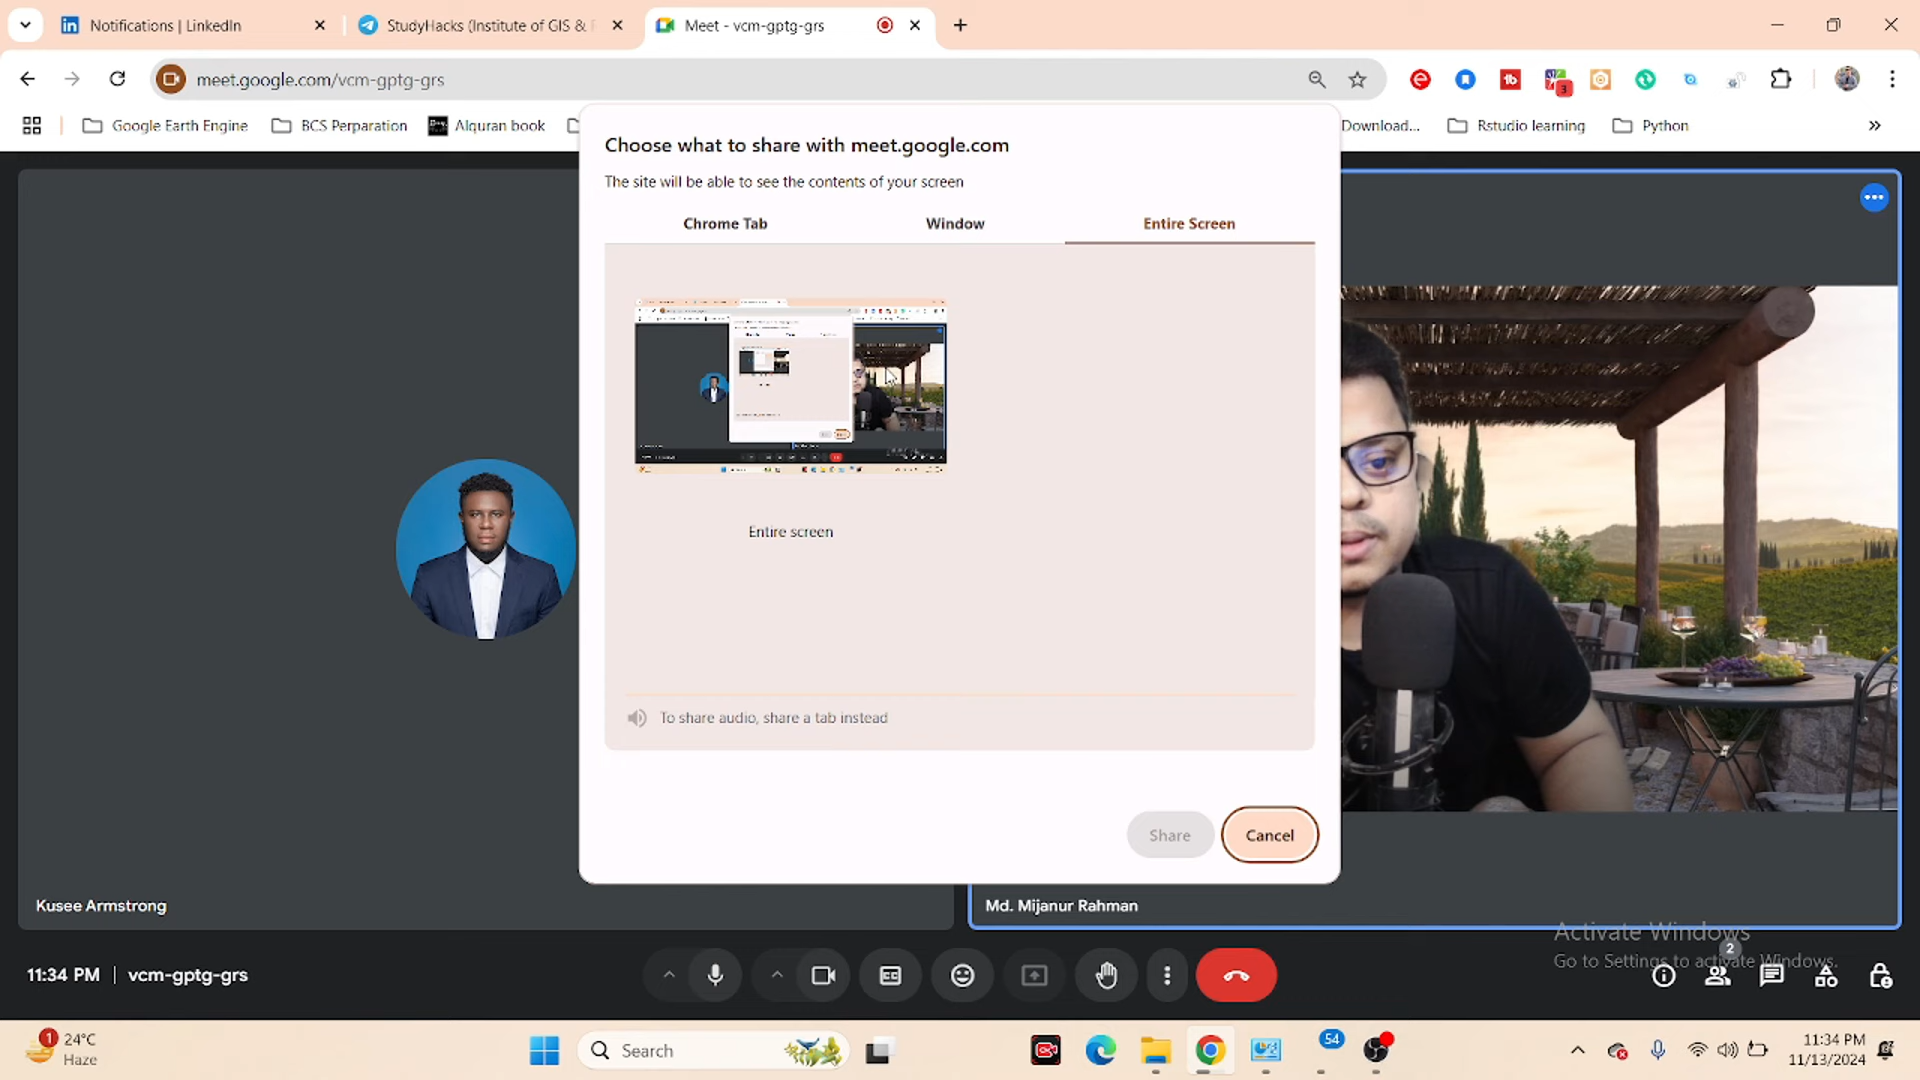 Notifications | LinkedIn
StudyHacks (Institute of GIS &
Meet - vcm-gptg-grs
meet.google.com/vcm-gptg-grs
3
Google Earth Engine
BCS Perparation
Alquran book
Download...
Rstudio learning
Python
Choose what to share with meet.google.com
The site will be able to see the contents of your screen
Chrome Tab
Window
Entire Screen
Entire screen
To share audio, share a tab instead
Share
Cancel
Kusee Armstrong
Md. Mijanur Rahman
Activate Windows
Go to Settings to activate Windows.
2
11:34 PM | vcm-gptg-grs
1
24°C
Haze
Search
54
11:34 PM
11/13/2024